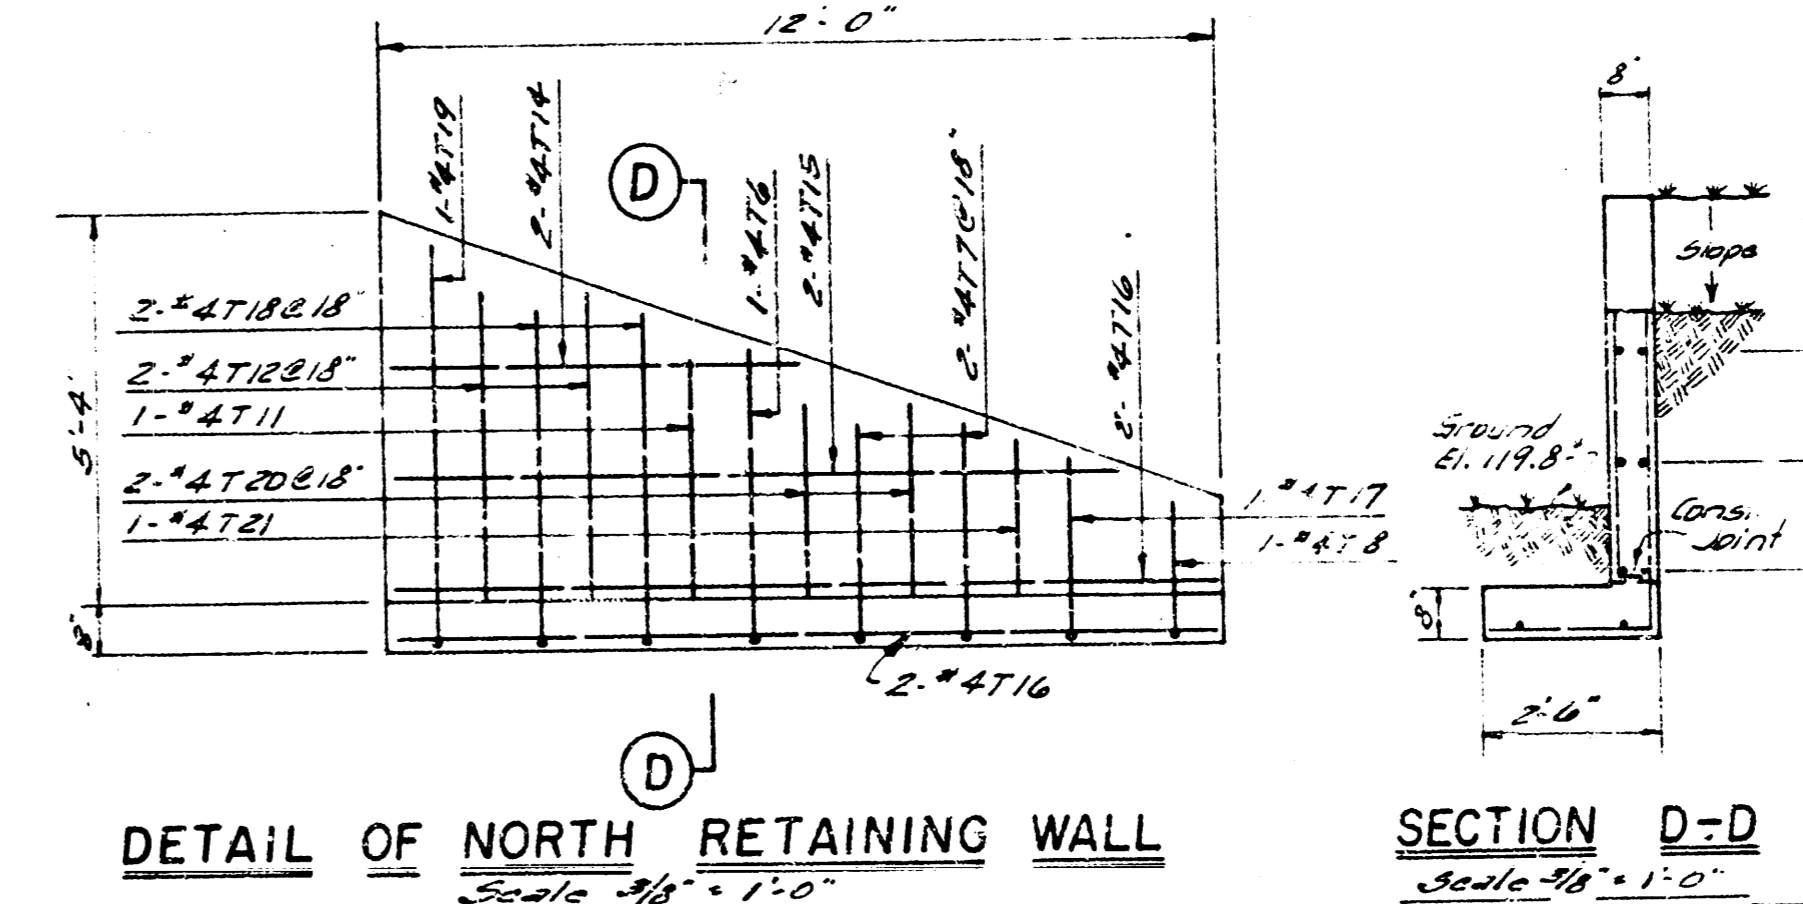 12'-0"
1-#4T19
2-#4T14
D
1-#4T6
2-#4T15
2-#4T7@18"
2-#4T16
2-#4T18@18"
2-#4T12@18"
1-#4T11
2-#4T20@18"
1-#4T21
5'-4"
8"
1-#4T17
1-#4T8
2-#4T16
D
DETAIL OF NORTH RETAINING WALL
Scale 3/8" = 1'-0"
8"
Slope
Ground
El. 119.8±
Const.
Joint
8"
2'-6"
SECTION D-D
Scale 3/8" = 1'-0"